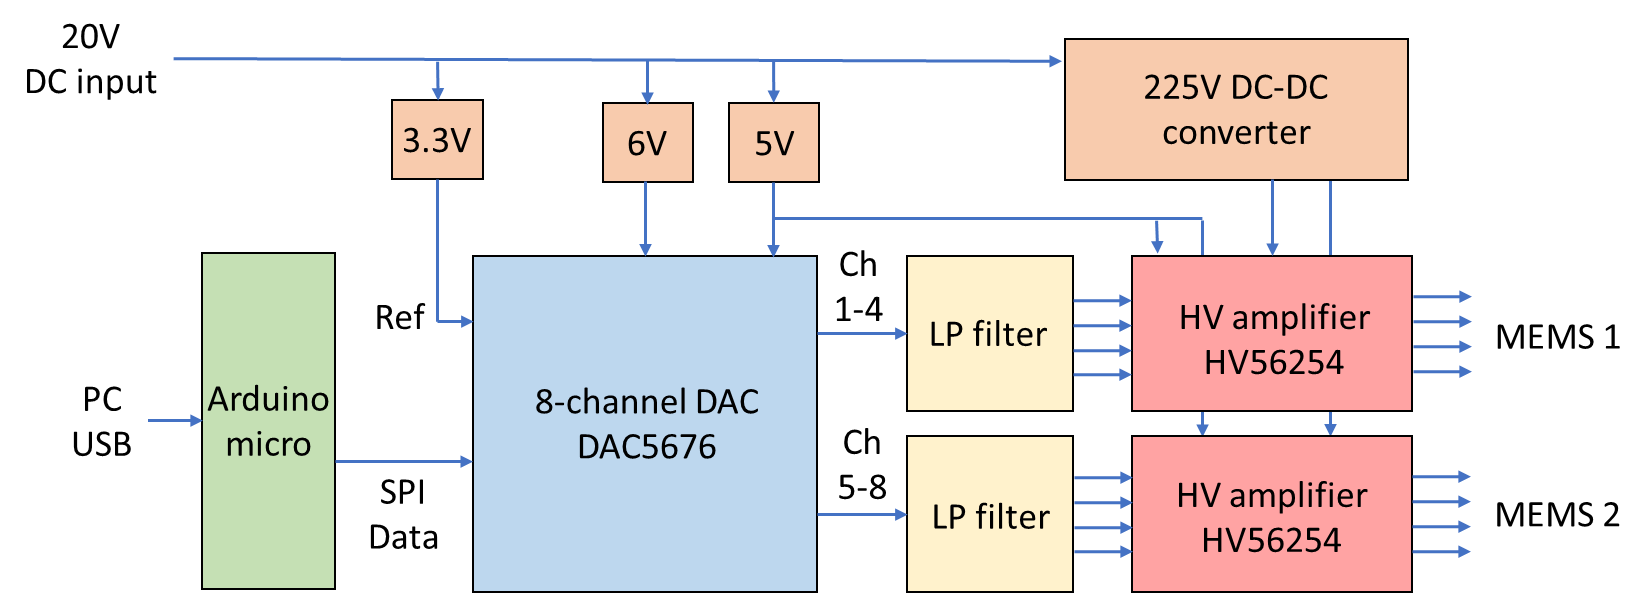 20V
DC input
225V DC-DC
converter
3.3V
6V
5V
Ref
Ch
1-4
LP filter
HV amplifier
HV56254
MEMS 1
PC
USB
Arduino
micro
8-channel DAC
DAC5676
SPI
Data
Ch
5-8
LP filter
HV amplifier
HV56254
MEMS 2